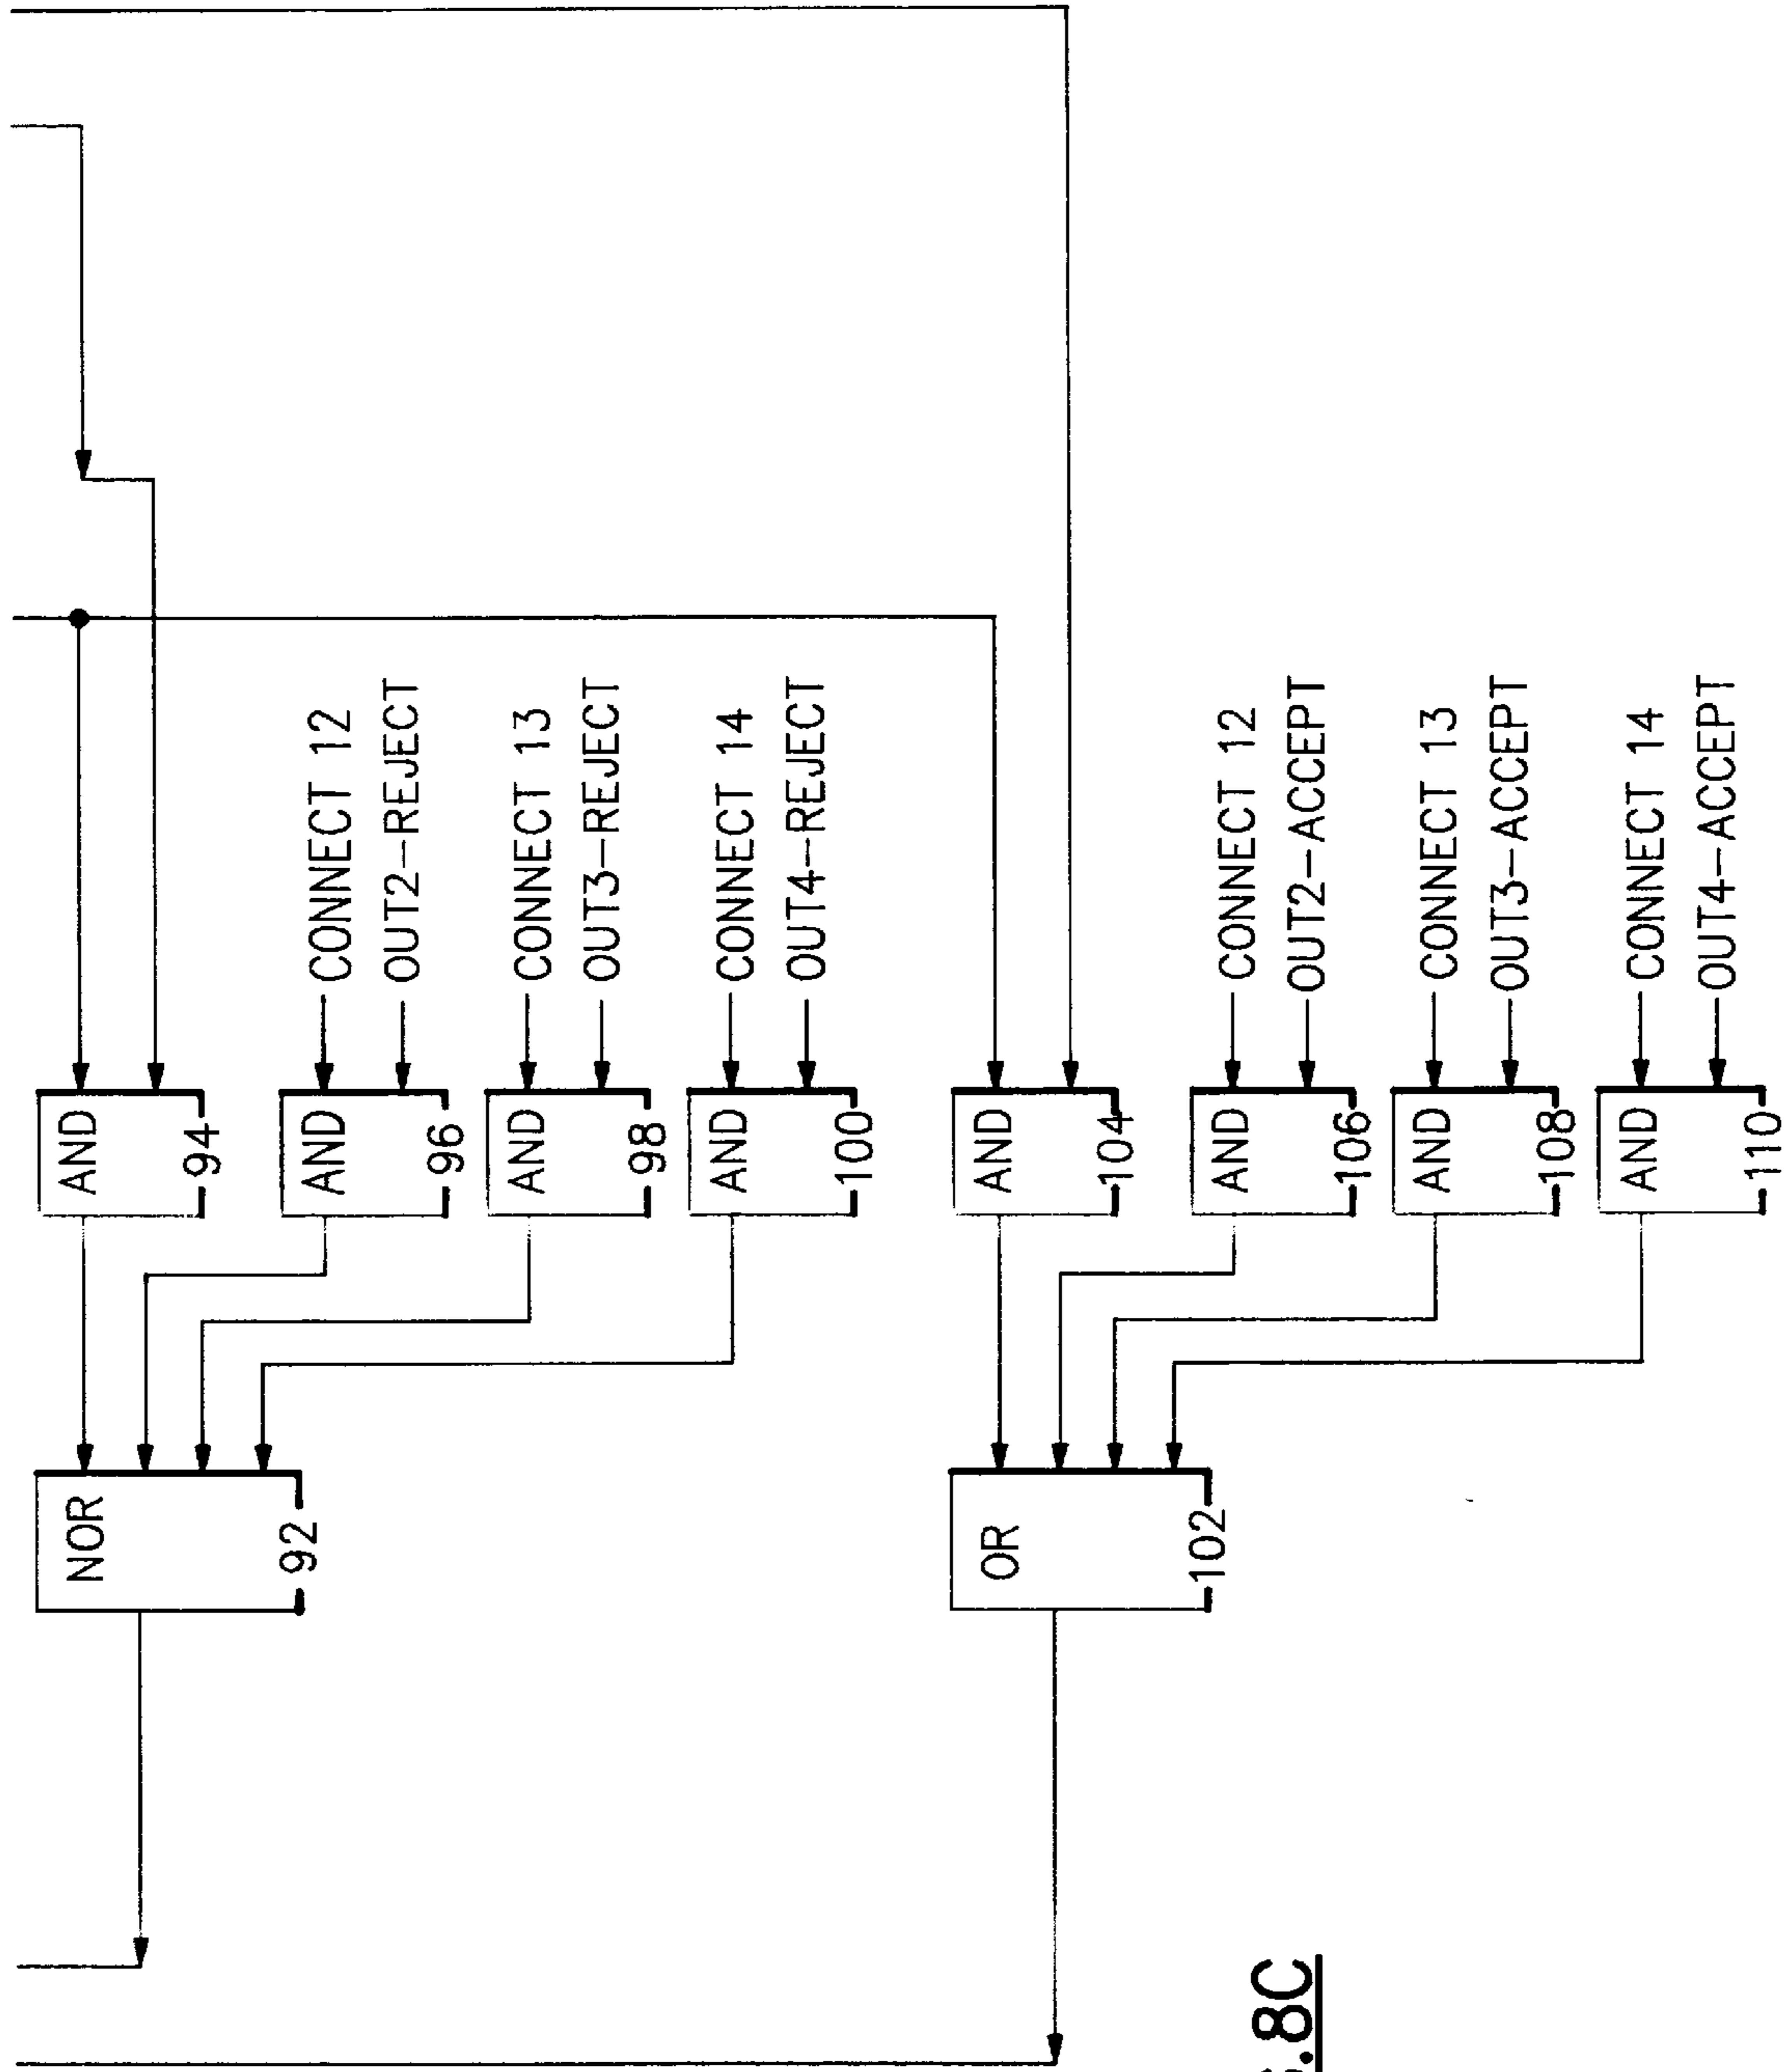 NOR
92
AND
94
AND
96
CONNECT 12
OUT2-REJECT
AND
98
CONNECT 13
OUT3-REJECT
AND
100
CONNECT 14
OUT4-REJECT
OR
102
AND
104
AND
106
CONNECT 12
OUT2-ACCEPT
AND
108
CONNECT 13
OUT3-ACCEPT
AND
110
CONNECT 14
OUT4-ACCEPT
.8C